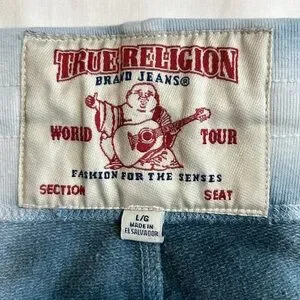 TRUE RELIGION
BRAND JEANS®
WORLD TOUR
FASHION FOR THE SENSES
SECTION SEAT
L/G
MADE IN
EL SALVADOR